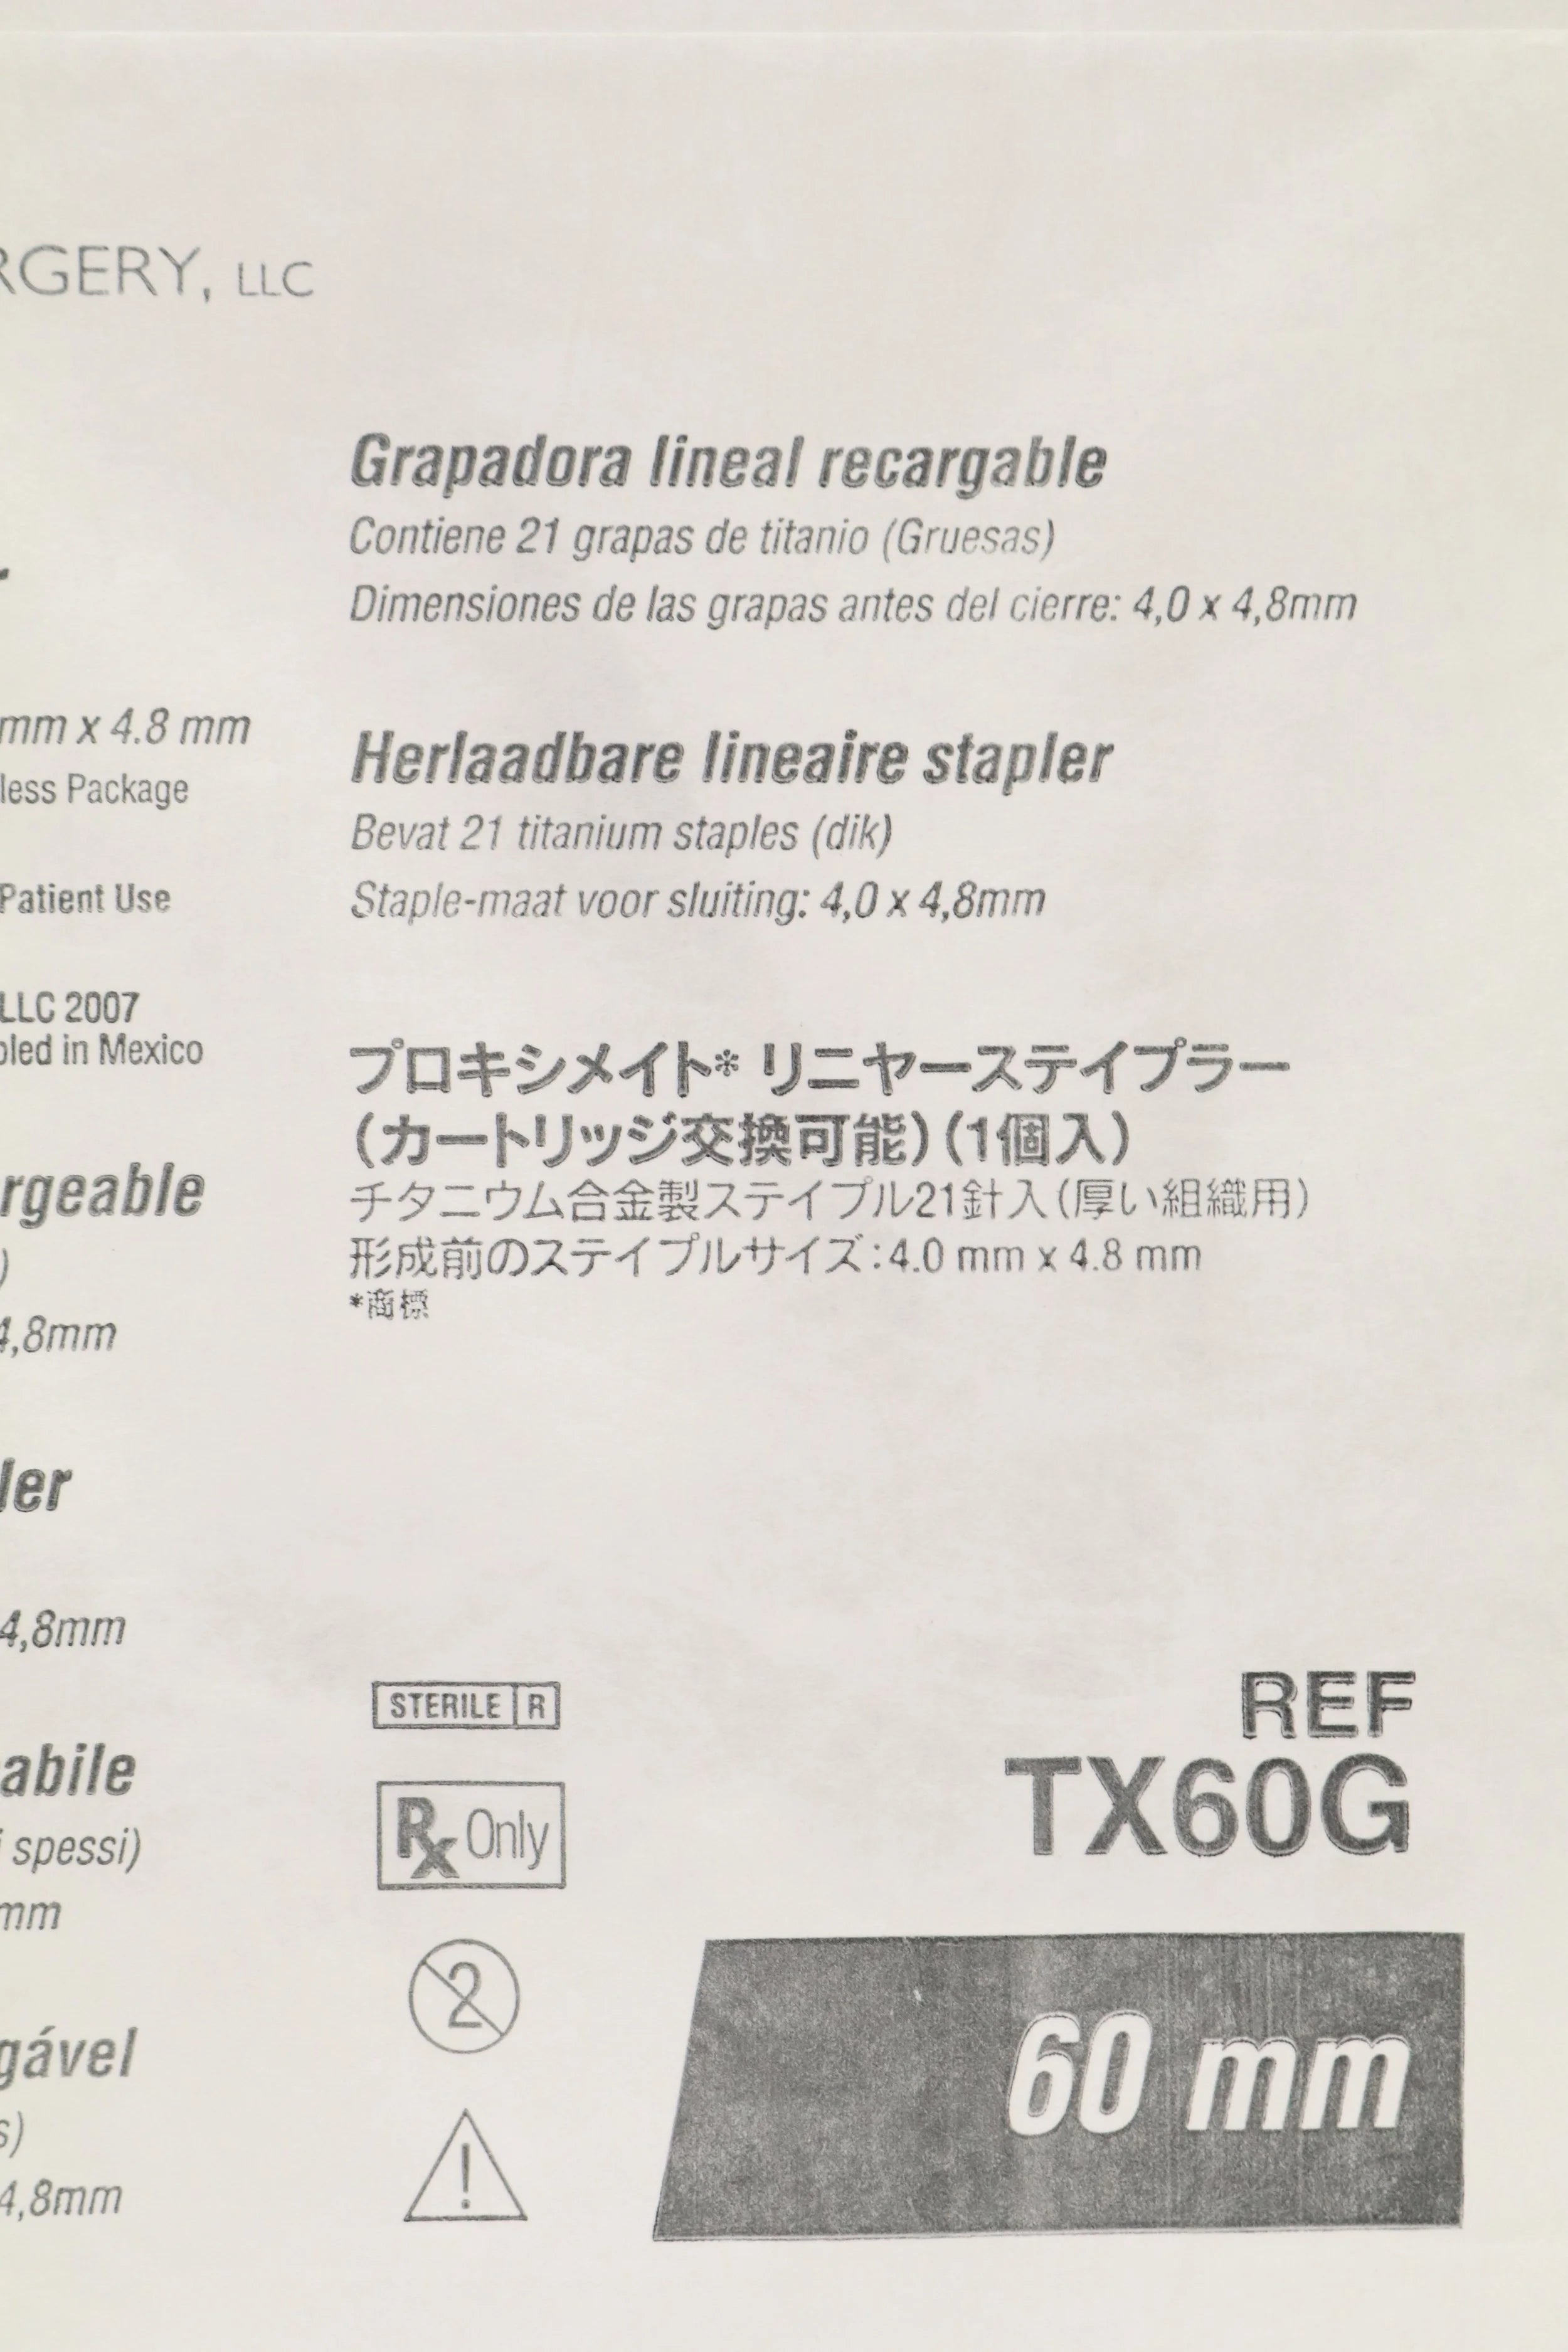 RGERY, LLC
mm x 4.8 mm
less Package
Patient Use
LLC 2007
bled in Mexico
rgeable
)
4,8mm
ler
4,8mm
abile
i spessi)
mm
gável
s)
4,8mm
Grapadora lineal recargable
Contiene 21 grapas de titanio (Gruesas)
Dimensiones de las grapas antes del cierre: 4,0 x 4,8mm
Herlaadbare lineaire stapler
Bevat 21 titanium staples (dik)
Staple-maat voor sluiting: 4,0 x 4,8mm
プロキシメイト* リニヤーステイプラー
(カートリッジ交換可能)(1個入)
チタニウム合金製ステイプル21針入(厚い組織用)
形成前のステイプルサイズ:4.0 mm x 4.8 mm
*商標
STERILE R
Rx Only
2
!
REF
TX60G
60 mm